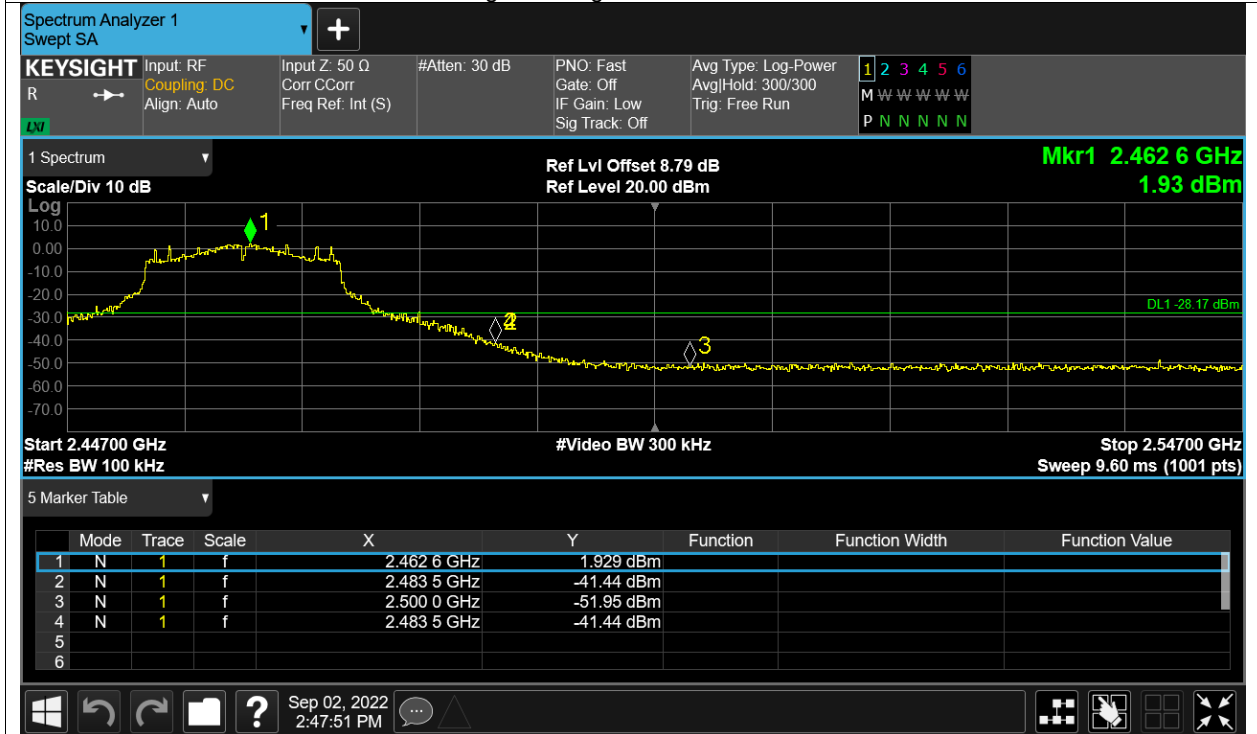 Spectrum Analyzer 1
Swept SA
+
KEYSIGHT Input: RF Input Z: 50 Ω #Atten: 30 dB PNO: Fast Avg Type: Log-Power 1 2 3 4 5 6
R Coupling: DC Corr CCorr Gate: Off Avg|Hold: 300/300 M W W W W W
Align: Auto Freq Ref: Int (S) IF Gain: Low Trig: Free Run
LXI Sig Track: Off P N N N N N
1 Spectrum Ref Lvl Offset 8.79 dB Mkr1 2.462 6 GHz
Scale/Div 10 dB Ref Level 20.00 dBm 1.93 dBm
Log
10.0 1
0.00
-10.0
-20.0 DL1 -28.17 dBm
-30.0
-40.0 3
-50.0
-60.0
-70.0
Start 2.44700 GHz #Video BW 300 kHz Stop 2.54700 GHz
#Res BW 100 kHz Sweep 9.60 ms (1001 pts)
5 Marker Table
Mode Trace Scale X Y Function Function Width Function Value
1 N 1 f 2.462 6 GHz 1.929 dBm
2 N 1 f 2.483 5 GHz -41.44 dBm
3 N 1 f 2.500 0 GHz -51.95 dBm
4 N 1 f 2.483 5 GHz -41.44 dBm
5
6
? Sep 02, 2022
2:47:51 PM